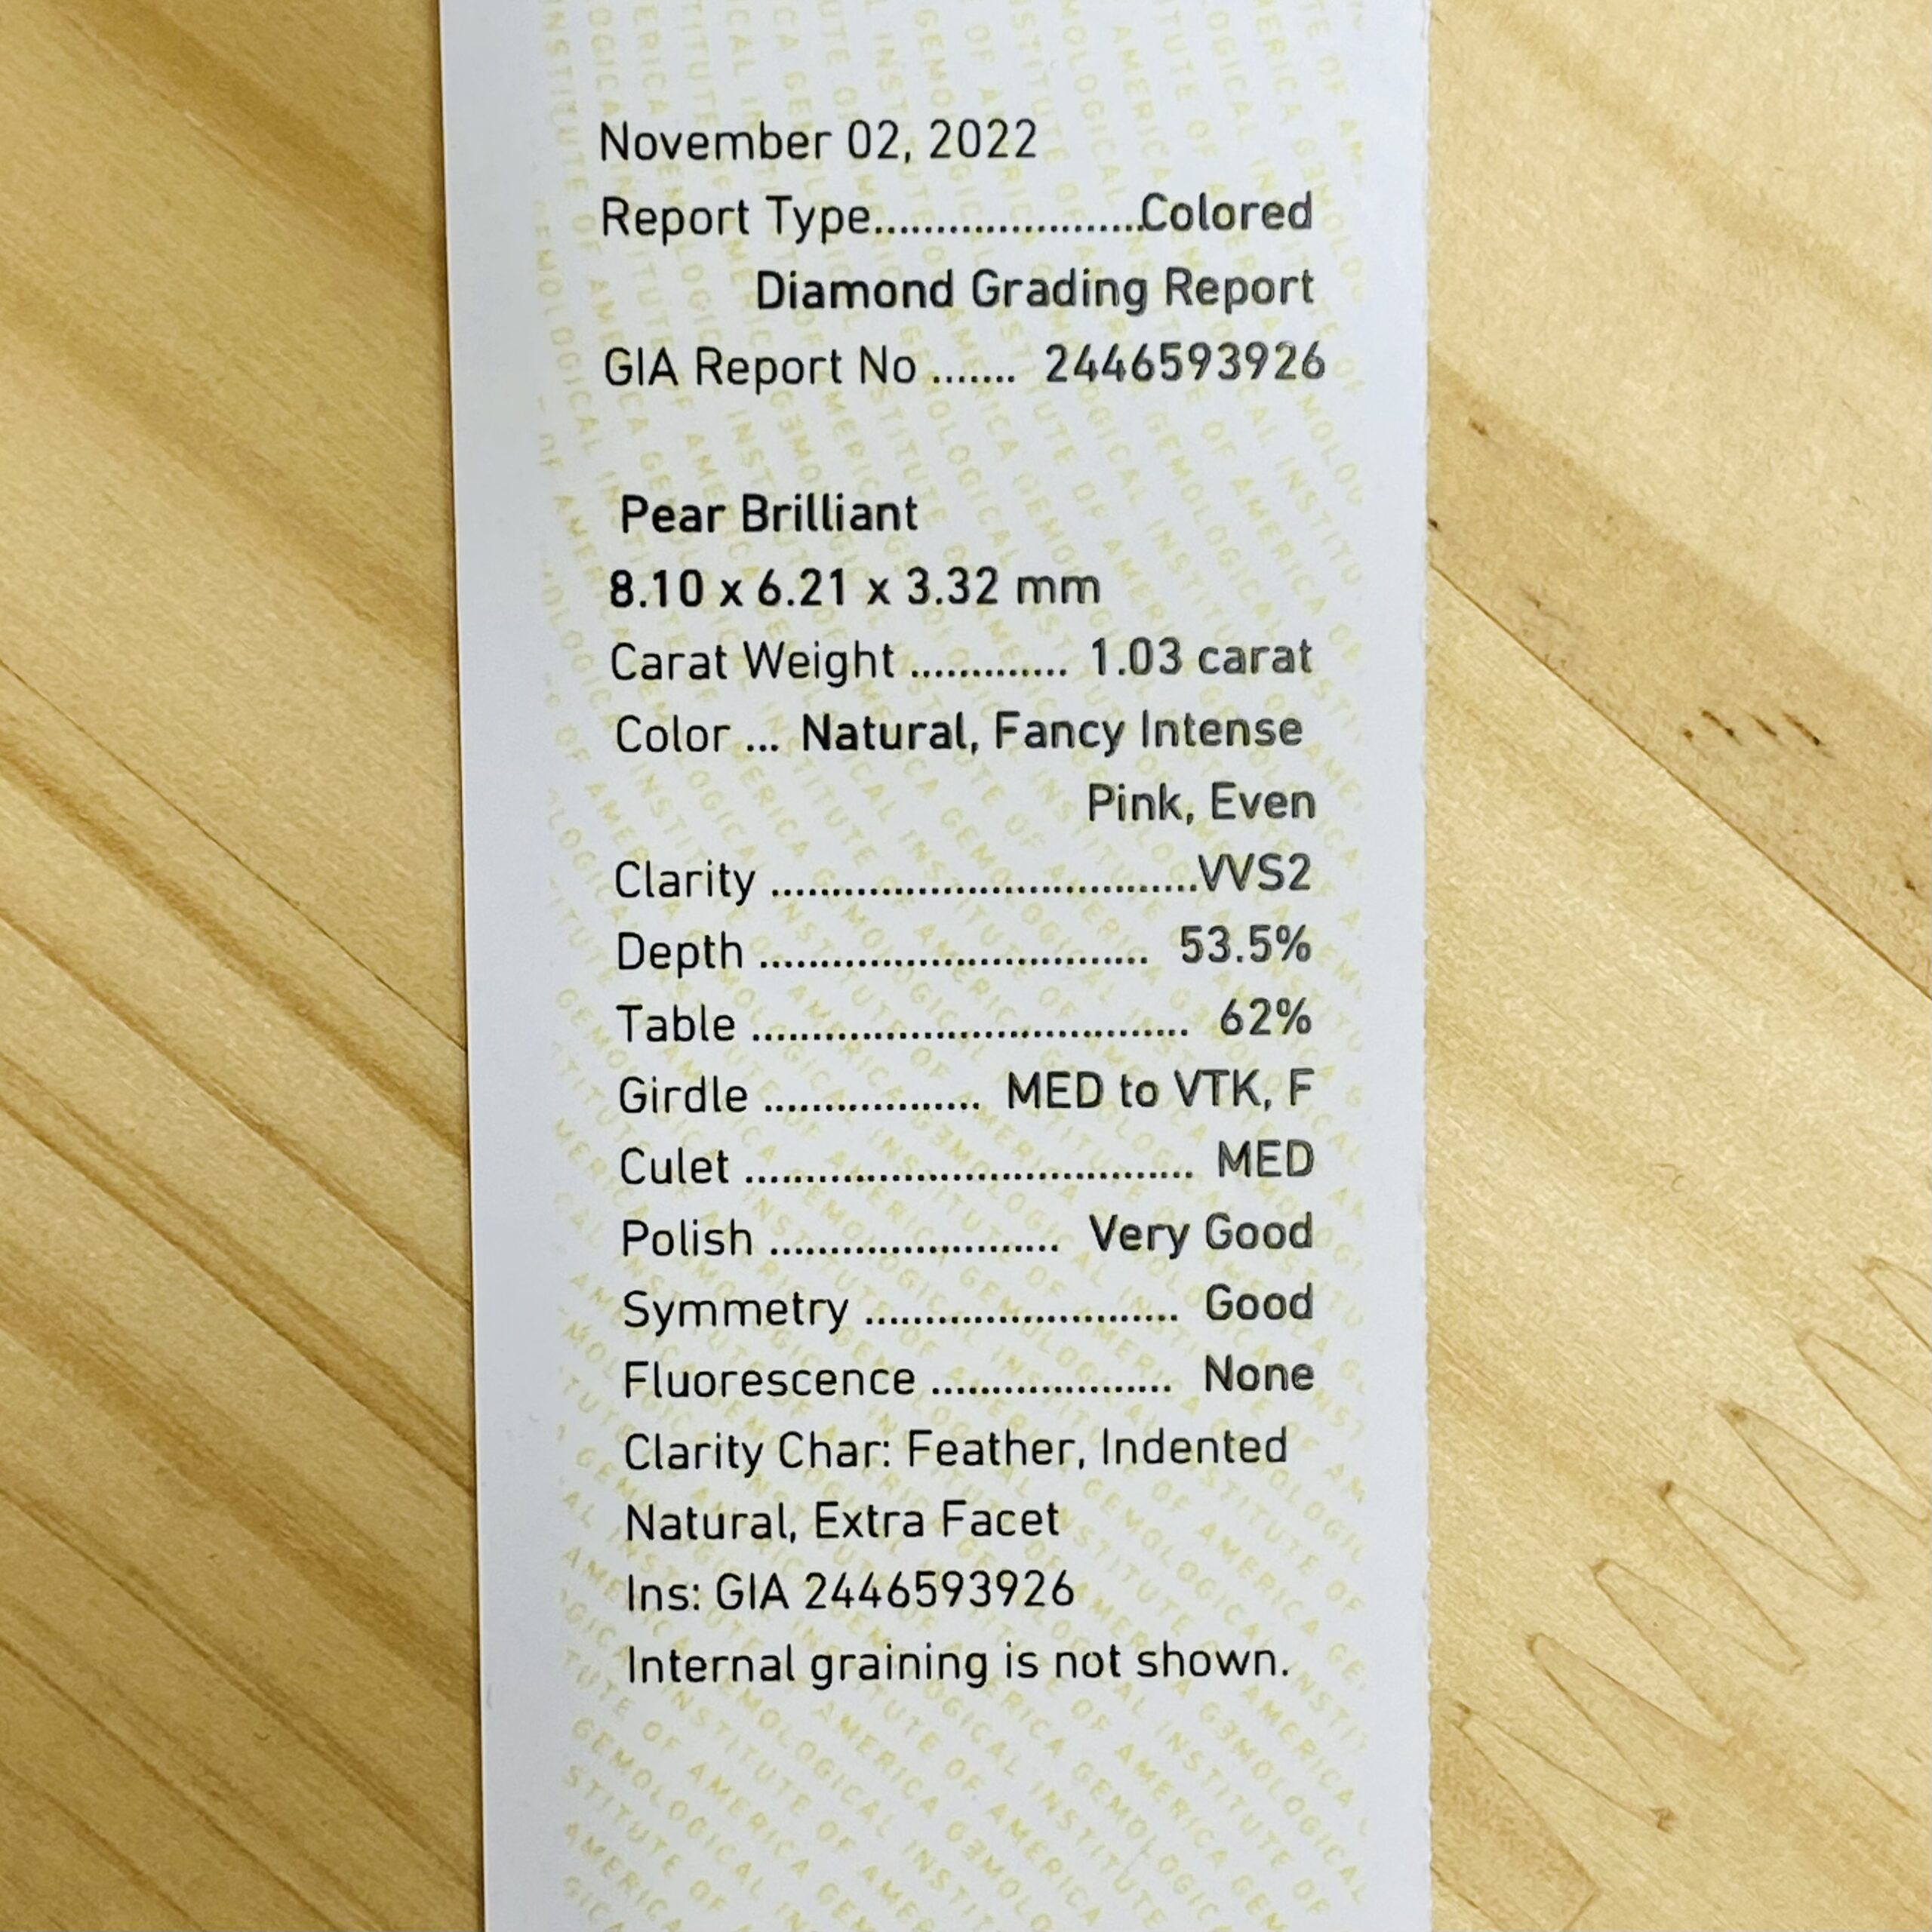 November 02, 2022
Report Type......................Colored
Diamond Grading Report
GIA Report No ....... 2446593926
Pear Brilliant
8.10 x 6.21 x 3.32 mm
Carat Weight ............. 1.03 carat
Color ... Natural, Fancy Intense
Pink, Even
Clarity ...................................VVS2
Depth ................................ 53.5%
Table .................................... 62%
Girdle .................. MED to VTK, F
Culet ..................................... MED
Polish ........................ Very Good
Symmetry .......................... Good
Fluorescence .................... None
Clarity Char: Feather, Indented
Natural, Extra Facet
Ins: GIA 2446593926
Internal graining is not shown.